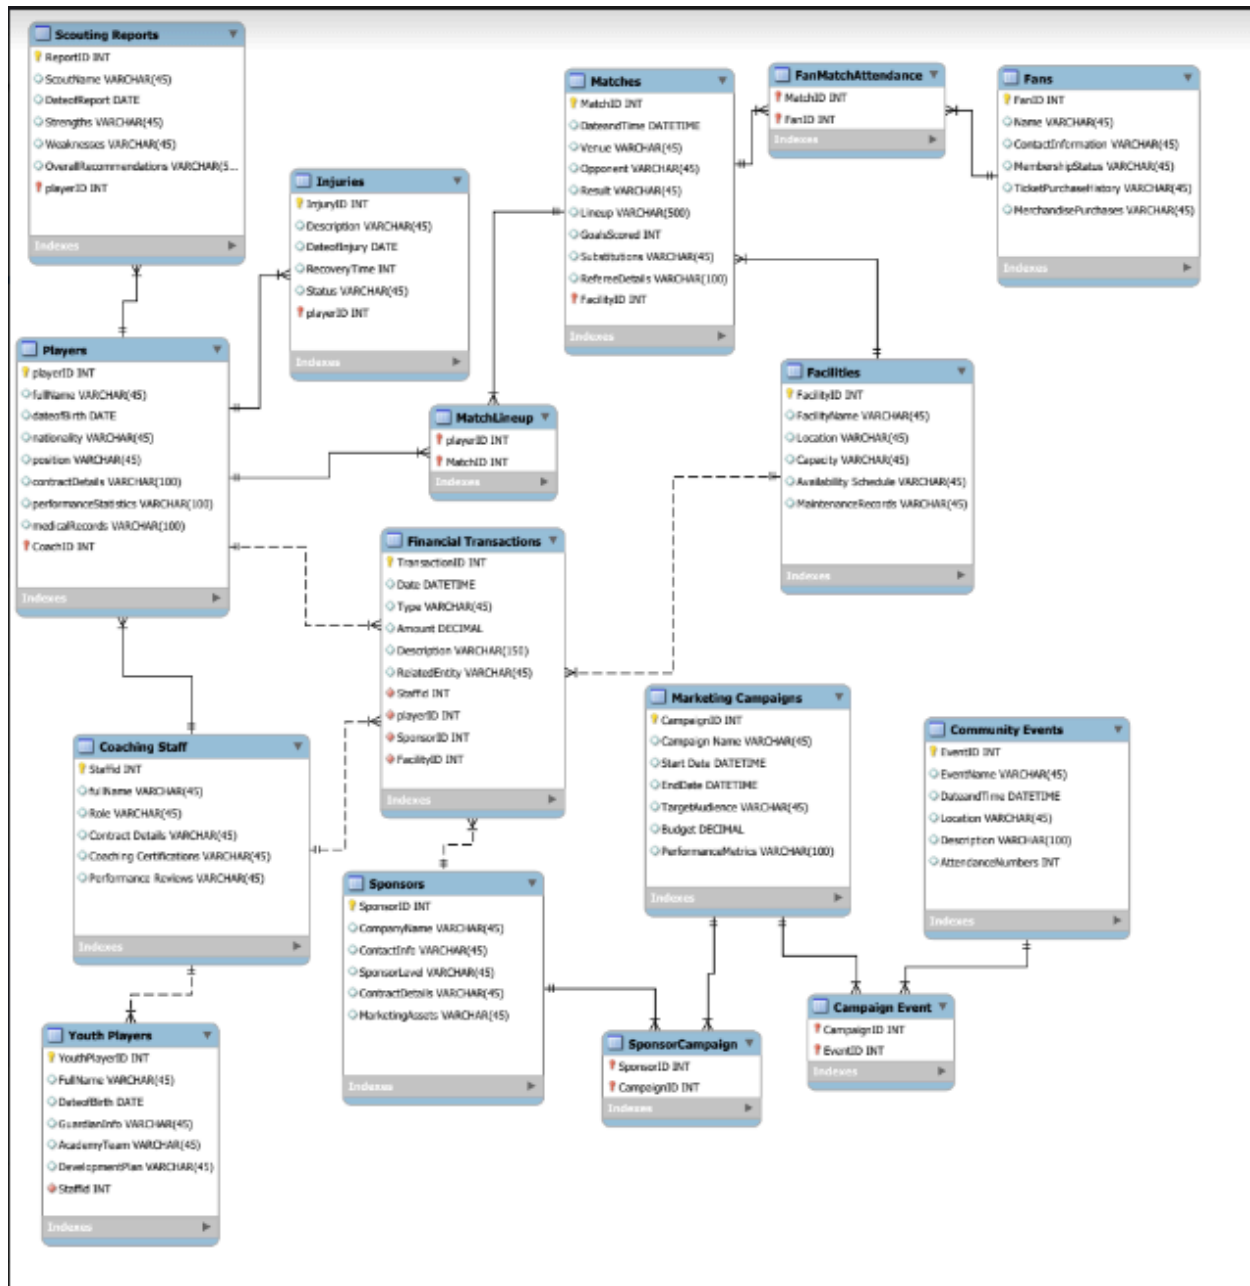 Scouting Reports
ReportID INT
ScoutName VARCHAR(45)
DateofReport DATE
Strengths VARCHAR(45)
Weaknesses VARCHAR(45)
OverallRecommendations VARCHAR(5...
playerID INT
Indexes
Injuries
InjuryID INT
Description VARCHAR(45)
DateofInjury DATE
RecoveryTime INT
Status VARCHAR(45)
playerID INT
Indexes
Matches
MatchID INT
DateandTime DATETIME
Venue VARCHAR(45)
Opponent VARCHAR(45)
Result VARCHAR(45)
Lineup VARCHAR(500)
GoalsScored INT
Substitutions VARCHAR(45)
RefereeDetails VARCHAR(100)
FacilityID INT
Indexes
FanMatchAttendance
MatchID INT
FanID INT
Indexes
Fans
FanID INT
Name VARCHAR(45)
ContactInformation VARCHAR(45)
MembershipStatus VARCHAR(45)
TicketPurchaseHistory VARCHAR(45)
MerchandisePurchases VARCHAR(45)
Indexes
Players
playerID INT
fullName VARCHAR(45)
dateofBirth DATE
nationality VARCHAR(45)
position VARCHAR(45)
contractDetails VARCHAR(100)
performanceStatistics VARCHAR(100)
medicalRecords VARCHAR(100)
CoachID INT
Indexes
MatchLineup
playerID INT
MatchID INT
Indexes
Facilities
FacilityID INT
FacilityName VARCHAR(45)
Location VARCHAR(45)
Capacity VARCHAR(45)
Availability Schedule VARCHAR(45)
MaintenanceRecords VARCHAR(45)
Indexes
Financial Transactions
TransactionID INT
Date DATETIME
Type VARCHAR(45)
Amount DECIMAL
Description VARCHAR(150)
RelatedEntity VARCHAR(45)
Staffid INT
playerID INT
SponsorID INT
FacilityID INT
Indexes
Coaching Staff
Staffid INT
fullName VARCHAR(45)
Role VARCHAR(45)
Contract Details VARCHAR(45)
Coaching Certifications VARCHAR(45)
Performance Reviews VARCHAR(45)
Indexes
Marketing Campaigns
CampaignID INT
Campaign Name VARCHAR(45)
Start Date DATETIME
EndDate DATETIME
TargetAudience VARCHAR(45)
Budget DECIMAL
PerformanceMetrics VARCHAR(100)
Indexes
Community Events
EventID INT
EventName VARCHAR(45)
DateandTime DATETIME
Location VARCHAR(45)
Description VARCHAR(100)
AttendanceNumbers INT
Indexes
Sponsors
SponsorID INT
CompanyName VARCHAR(45)
ContactInfo VARCHAR(45)
SponsorLevel VARCHAR(45)
ContractDetails VARCHAR(45)
MarketingAssets VARCHAR(45)
Indexes
Youth Players
YouthPlayerID INT
FullName VARCHAR(45)
DateofBirth DATE
GuardianInfo VARCHAR(45)
AcademyTeam VARCHAR(45)
DevelopmentPlan VARCHAR(45)
Staffid INT
Indexes
SponsorCampaign
SponsorID INT
CampaignID INT
Indexes
Campaign Event
CampaignID INT
EventID INT
Indexes